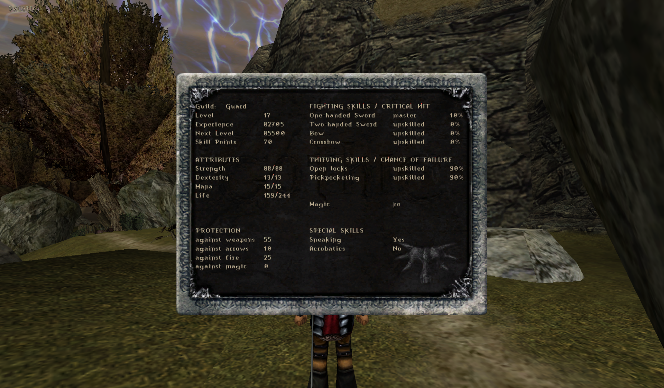 Guild: Guard
Level 17
Experience 82705
Next Level 85500
Skill Points 70
ATTRIBUTES
Strength 88/88
Dexterity 13/13
Mana 15/15
Life 159/244
PROTECTION
against weapons 55
against arrows 10
against fire 25
against magic 0
FIGHTING SKILLS / CRITICAL HIT
One handed Sword master 10%
Two handed Sword unskilled 0%
Bow unskilled 0%
Crossbow unskilled 0%
THIEVING SKILLS / CHANCE OF FAILURE
Open locks unskilled 90%
Pickpocketing unskilled 90%
Magic no
SPECIAL SKILLS
Sneaking Yes
Acrobatics No